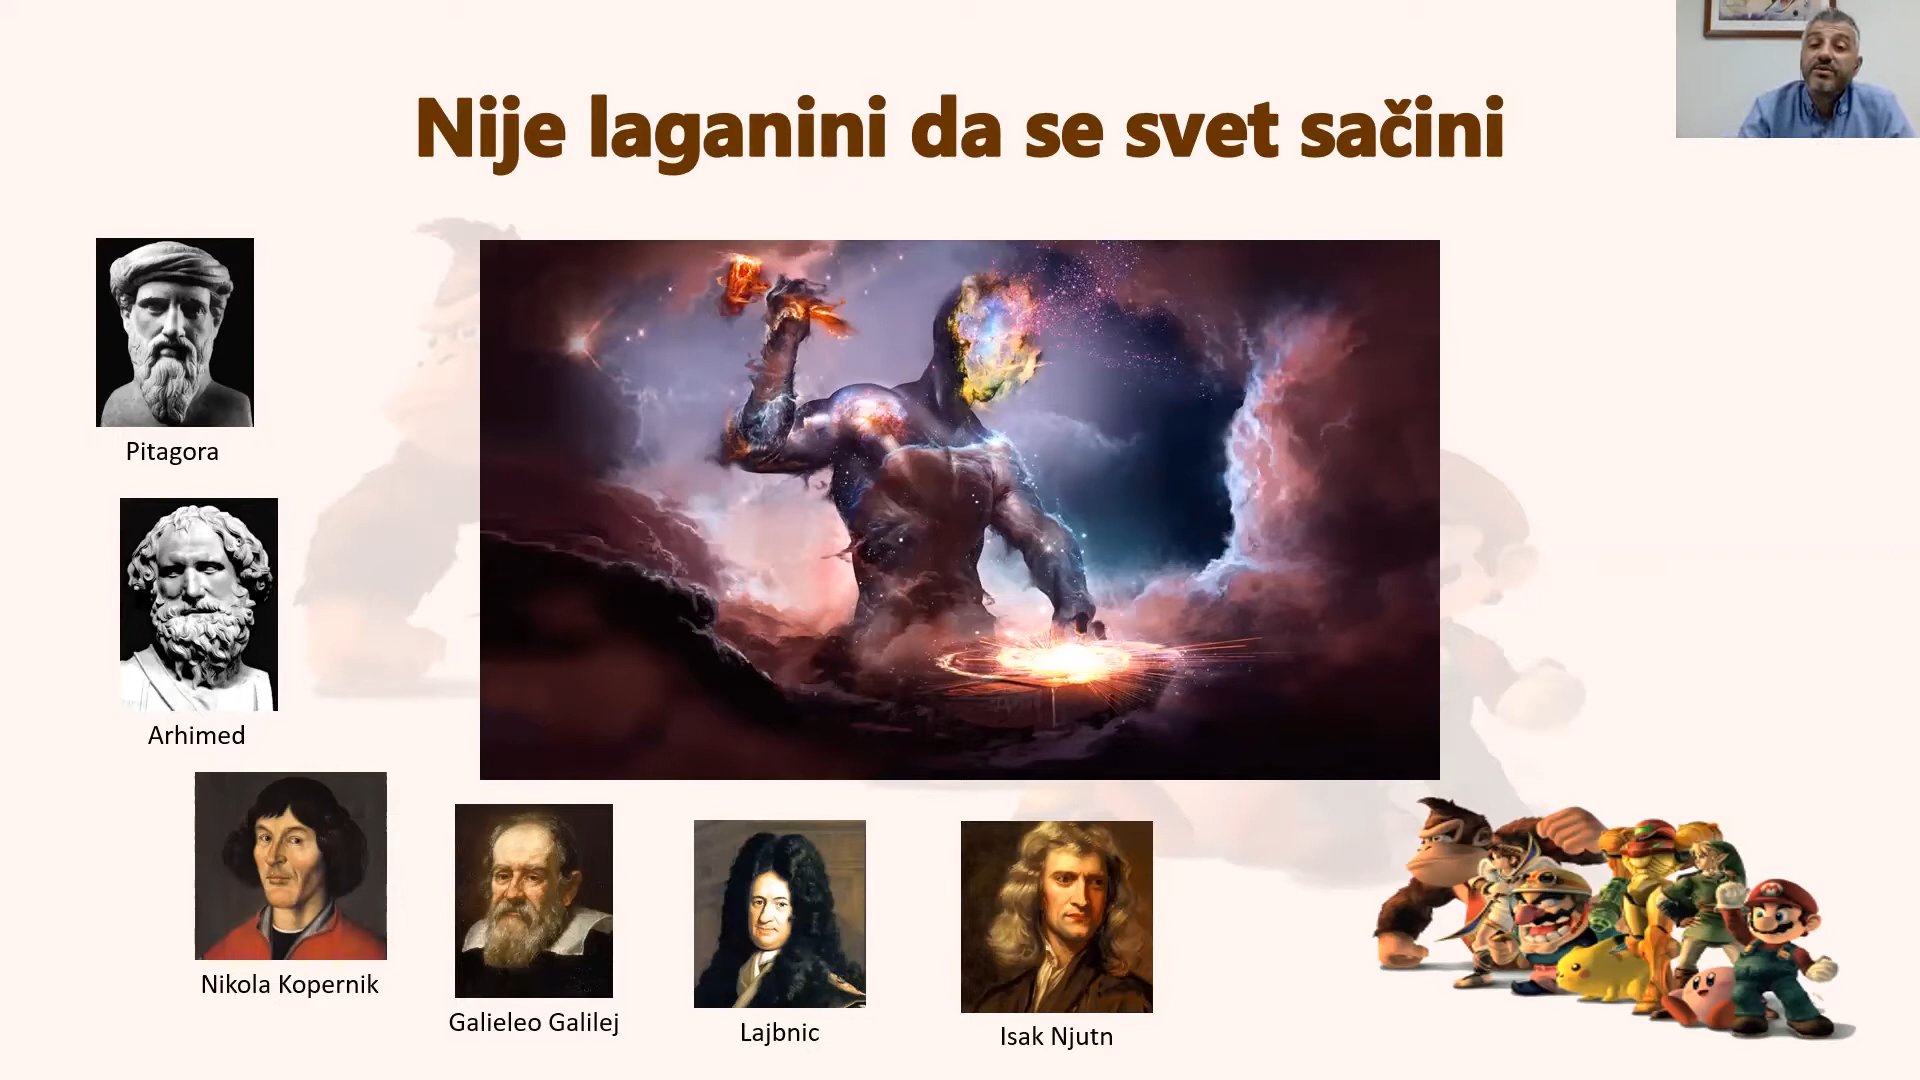 Nije laganini da se svet sačini
Pitagora
Arhimed
Nikola Kopernik
Galieleo Galilej
Lajbnic
Isak Njutn